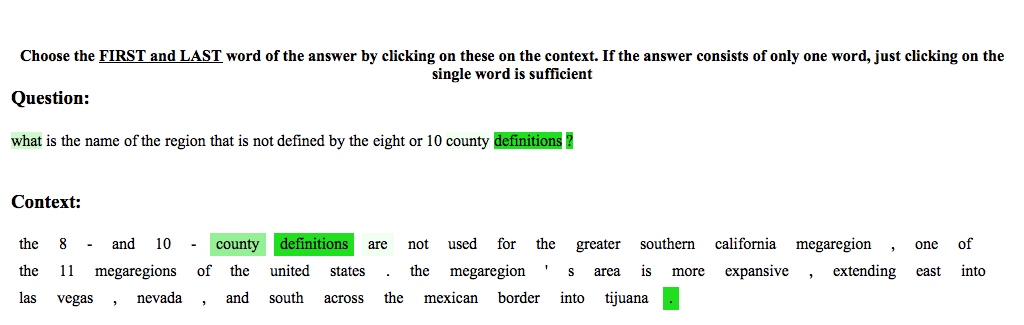 Choose the FIRST and LAST word of the answer by clicking on these on the context. If the answer consists of only one word, just clicking on the
single word is sufficient
Question:
what is the name of the region that is not defined by the eight or 10 county definitions ?
Context:
the 8 - and 10 - county definitions are not used for the greater southern california megaregion , one of
the 11 megaregions of the united states . the megaregion ' s area is more expansive , extending east into
las vegas , nevada , and south across the mexican border into tijuana .